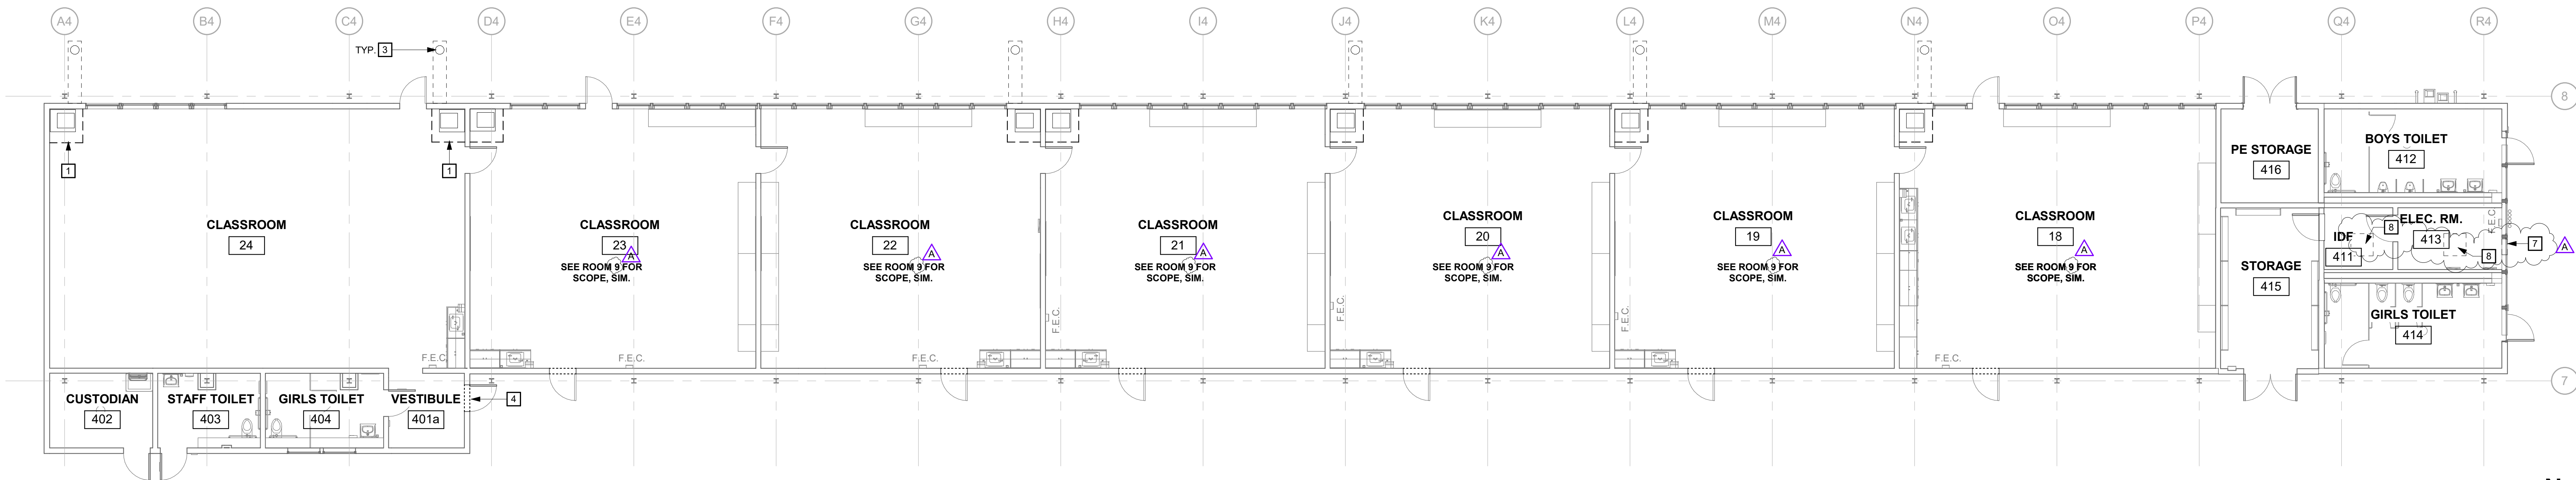 A4 B4 C4 D4 E4 F4 G4 H4 I4 J4 K4 L4 M4 N4 O4 P4 Q4 R4
TYP. 3
8
1
1
CLASSROOM
24
CLASSROOM
23
A
SEE ROOM 9 FOR
SCOPE, SIM.
CLASSROOM
22
A
SEE ROOM 9 FOR
SCOPE, SIM.
CLASSROOM
21
A
SEE ROOM 9 FOR
SCOPE, SIM.
CLASSROOM
20
A
SEE ROOM 9 FOR
SCOPE, SIM.
CLASSROOM
19
A
SEE ROOM 9 FOR
SCOPE, SIM.
CLASSROOM
18
A
SEE ROOM 9 FOR
SCOPE, SIM.
PE STORAGE
416
BOYS TOILET
412
F.E.C.
ELEC. RM.
413
IDF
411
8
8
7
A
STORAGE
415
GIRLS TOILET
414
F.E.C.
F.E.C.
F.E.C.
F.E.C.
F.E.C.
F.E.C.
F.E.C.
7
CUSTODIAN
402
STAFF TOILET
403
GIRLS TOILET
404
VESTIBULE
401a
4